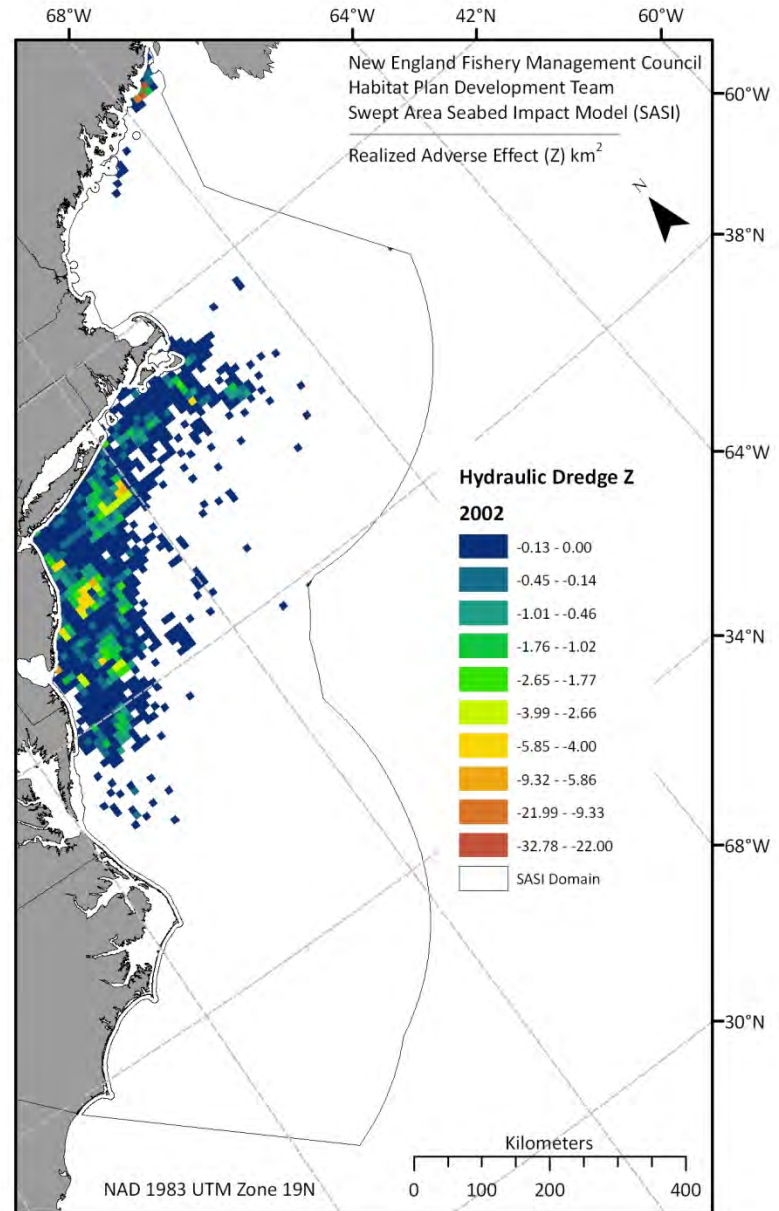 68°W
64°W
42°N
60°W
New England Fishery Management Council
Habitat Plan Development Team
Swept Area Seabed Impact Model (SASI)
Realized Adverse Effect (Z) km²
N
60°W
38°N
64°W
34°N
68°W
30°N
Hydraulic Dredge Z
2002
-0.13 - 0.00
-0.45 - -0.14
-1.01 - -0.46
-1.76 - -1.02
-2.65 - -1.77
-3.99 - -2.66
-5.85 - -4.00
-9.32 - -5.86
-21.99 - -9.33
-32.78 - -22.00
SASI Domain
Kilometers
0 100 200 400
NAD 1983 UTM Zone 19N